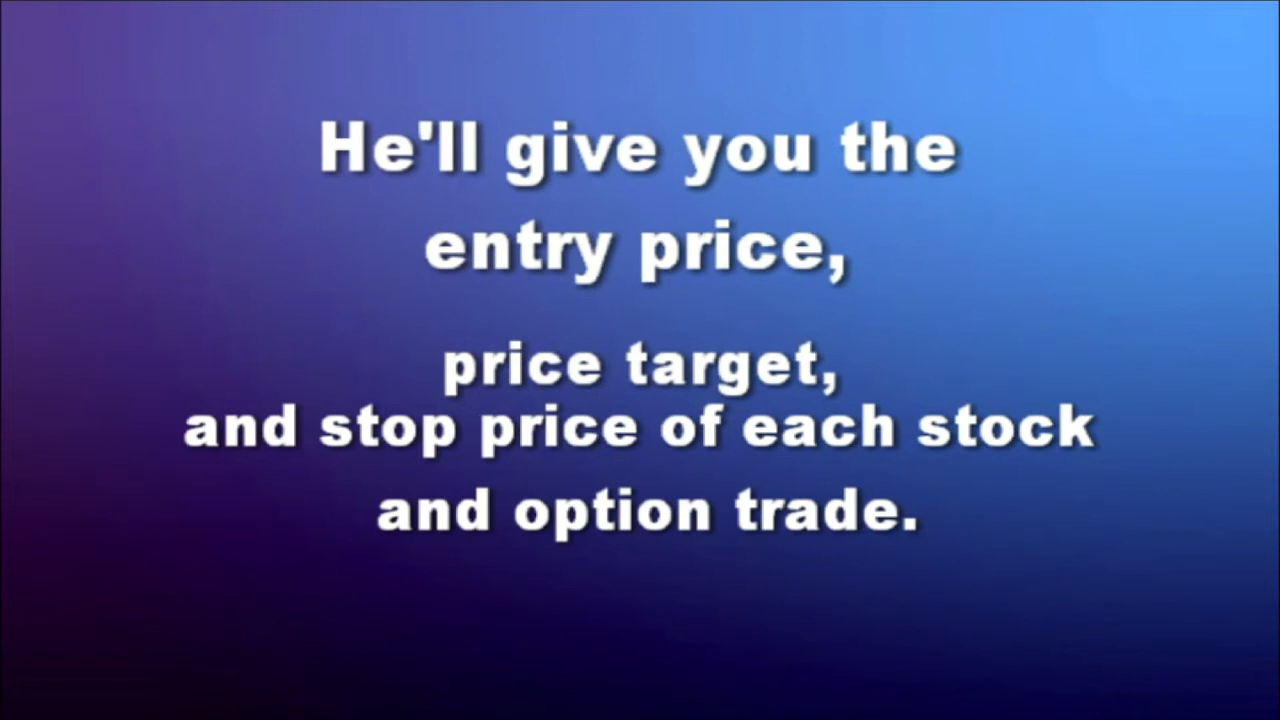 He'll give you the
entry price,
price target,
and stop price of each stock
and option trade.